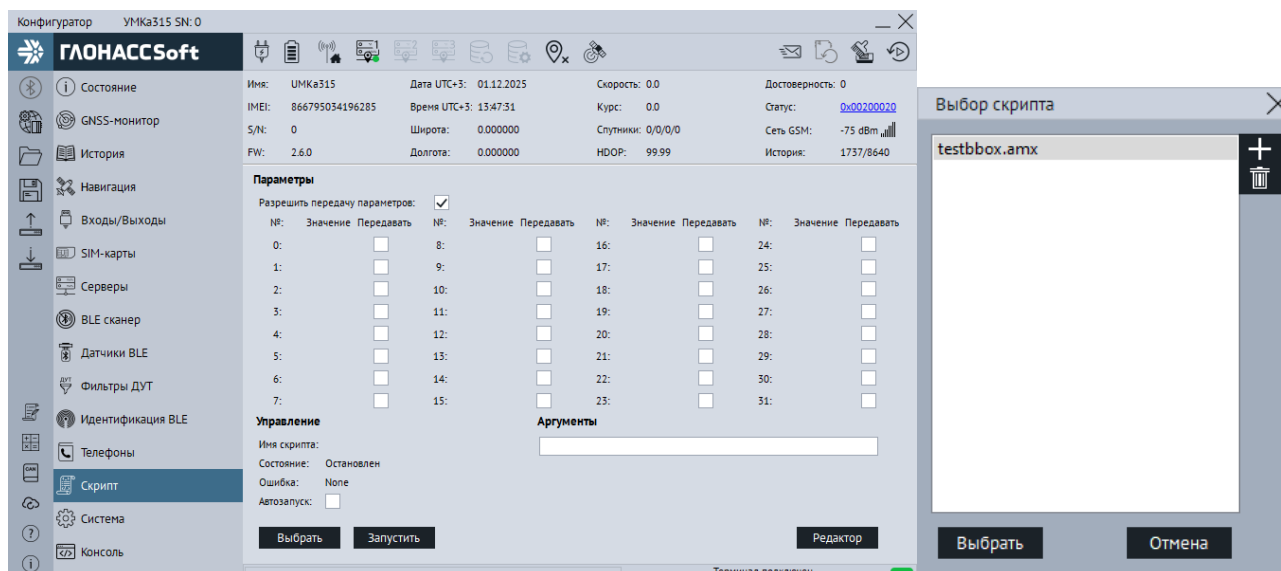 Конфигуратор УМКа315 SN: 0
ГЛОНАССSoft
Состояние
GNSS-монитор
История
Навигация
Входы/Выходы
SIM-карты
Серверы
BLE сканер
Датчики BLE
Фильтры ДУТ
Идентификация BLE
Телефоны
Скрипт
Система
Консоль
Имя: UMKa315 Дата UTC+3: 01.12.2025 Скорость: 0.0 Достоверность: 0
IMEI: 866795034196285 Время UTC+3: 13:47:31 Курс: 0.0 Статус: 0x00200020
S/N: 0 Широта: 0.000000 Спутники: 0/0/0/0 Сеть GSM: -75 dBm
FW: 2.6.0 Долгота: 0.000000 HDOP: 99.99 История: 1737/8640
Параметры
Разрешить передачу параметров:
№: Значение Передавать №: Значение Передавать №: Значение Передавать №: Значение Передавать
0: 8: 16: 24:
1: 9: 17: 25:
2: 10: 18: 26:
3: 11: 19: 27:
4: 12: 20: 28:
5: 13: 21: 29:
6: 14: 22: 30:
7: 15: 23: 31:
Управление Аргументы
Имя скрипта:
Состояние: Остановлен
Ошибка: None
Автозапуск:
Выбрать Запустить Редактор
Выбор скрипта
testbbox.amx
Выбрать Отмена